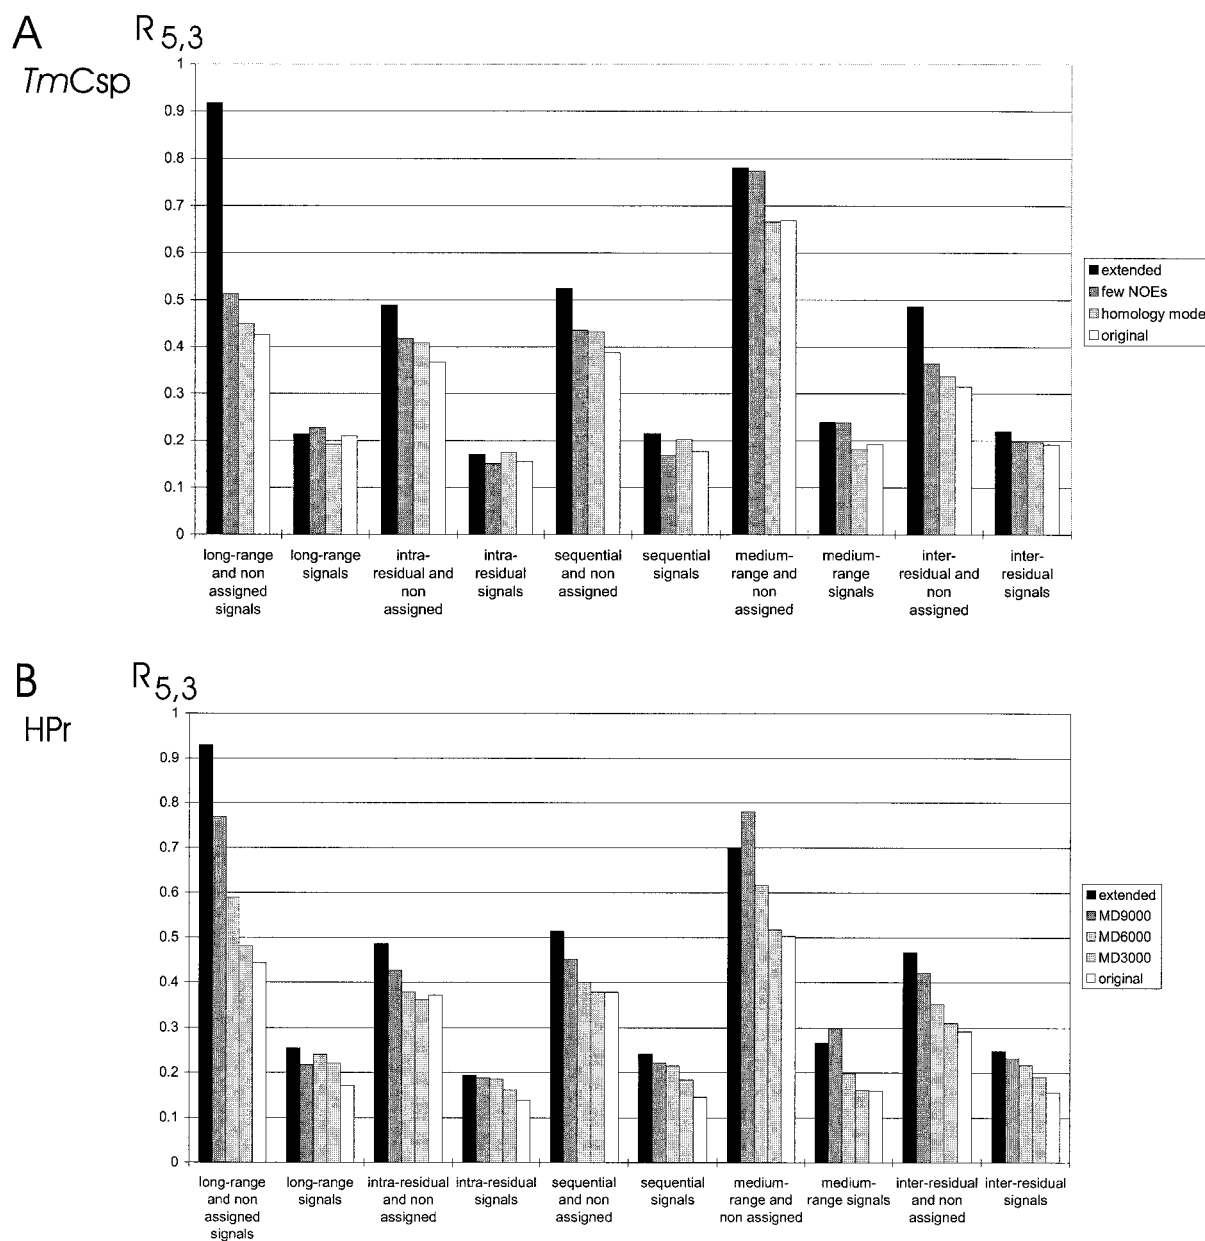 A
R 5,3
TmCsp
1
0.9
0.8
0.7
0.6
0.5
0.4
0.3
0.2
0.1
0
long-range and non assigned signals
long-range signals
intra-residual and non assigned
intra-residual signals
sequential and non assigned
sequential signals
medium-range and non assigned
medium-range signals
inter-residual and non assigned
inter-residual signals
extended
few NOEs
homology mode
original
B
R 5,3
HPr
1
0.9
0.8
0.7
0.6
0.5
0.4
0.3
0.2
0.1
0
long-range and non assigned signals
long-range signals
intra-residual and non assigned
intra-residual signals
sequential and non assigned
sequential signals
medium-range and non assigned
medium-range signals
inter-residual and non assigned
inter-residual signals
extended
MD9000
MD6000
MD3000
original